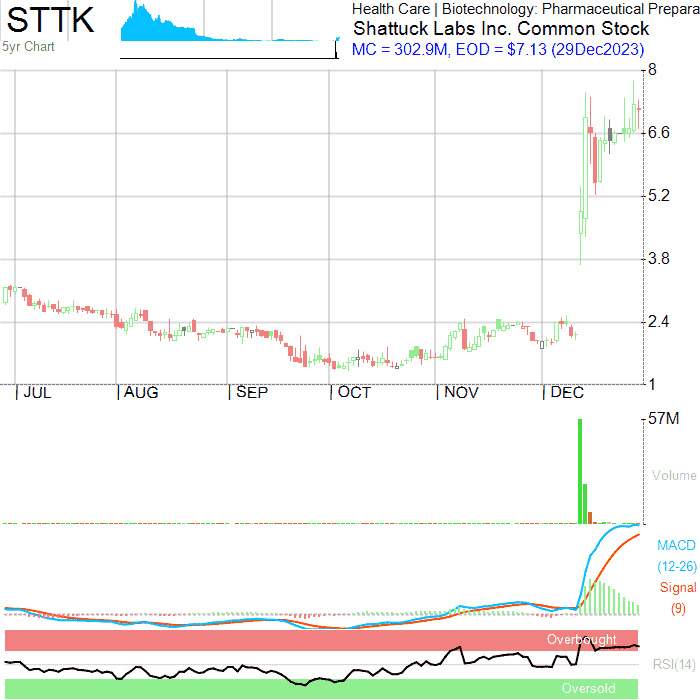 STTK
5yr Chart
Health Care | Biotechnology: Pharmaceutical Prepara
Shattuck Labs Inc. Common Stock
MC = 302.9M, EOD = $7.13 (29Dec2023)
8
6.6
5.2
3.8
2.4
1
JUL AUG SEP OCT NOV DEC
57M
Volume
MACD
(12-26)
Signal
(9)
Overbought
RSI(14)
Oversold